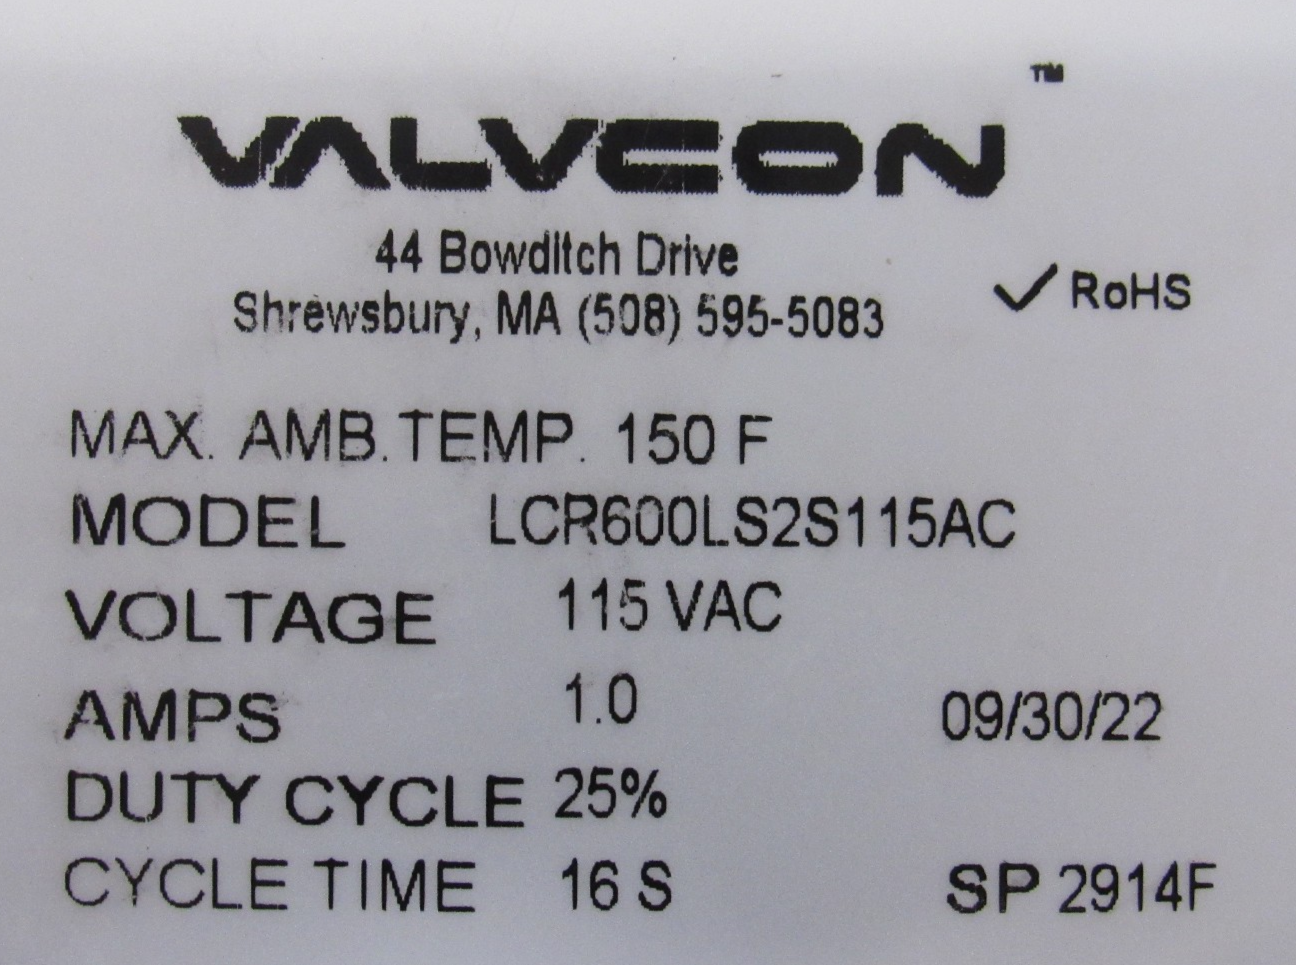 VALVCON™
44 Bowditch Drive
Shrewsbury, MA (508) 595-5083
✓ RoHS
MAX. AMB.TEMP. 150 F
MODEL LCR600LS2S115AC
VOLTAGE 115 VAC
AMPS 1.0 09/30/22
DUTY CYCLE 25%
CYCLE TIME 16 S SP 2914F